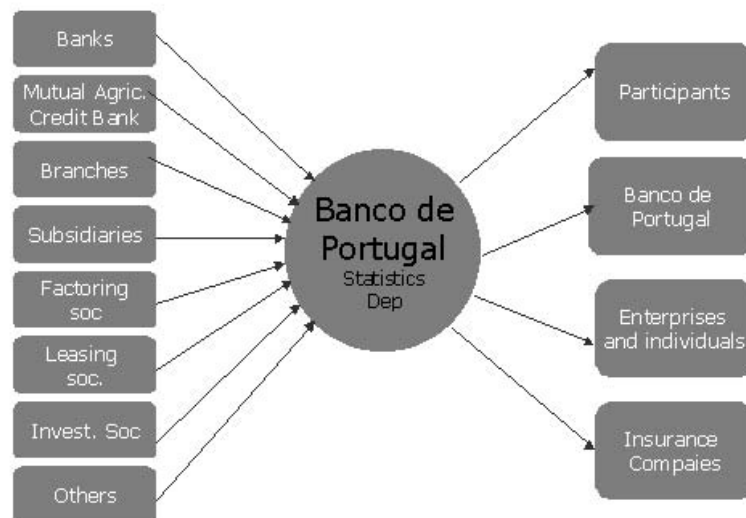 Banks
Mutual Agric.
Credit Bank
Branches
Subsidiaries
Factoring
soc
Leasing
soc.
Invest. Soc
Others
Banco de
Portugal
Statistics
Dep
Participants
Banco de
Portugal
Enterprises
and individuals
Insurance
Compaies